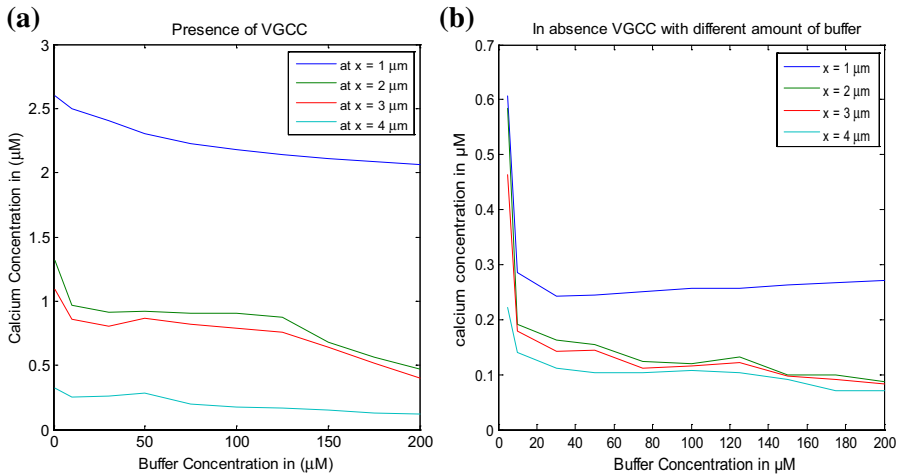 (a)
Presence of VGCC
3
2.5
2
1.5
1
0.5
0
0
50
100
150
200
Calcium Concentration in (µM)
Buffer Concentration in (µM)
at x = 1 µm
at x = 2 µm
at x = 3 µm
at x = 4 µm
(b)
In absence VGCC with different amount of buffer
0.7
0.6
0.5
0.4
0.3
0.2
0.1
0
0
20
40
60
80
100
120
140
160
180
200
calcium concentration in µM
Buffer Concentration in µM
x = 1 µm
x = 2 µm
x = 3 µm
x = 4 µm